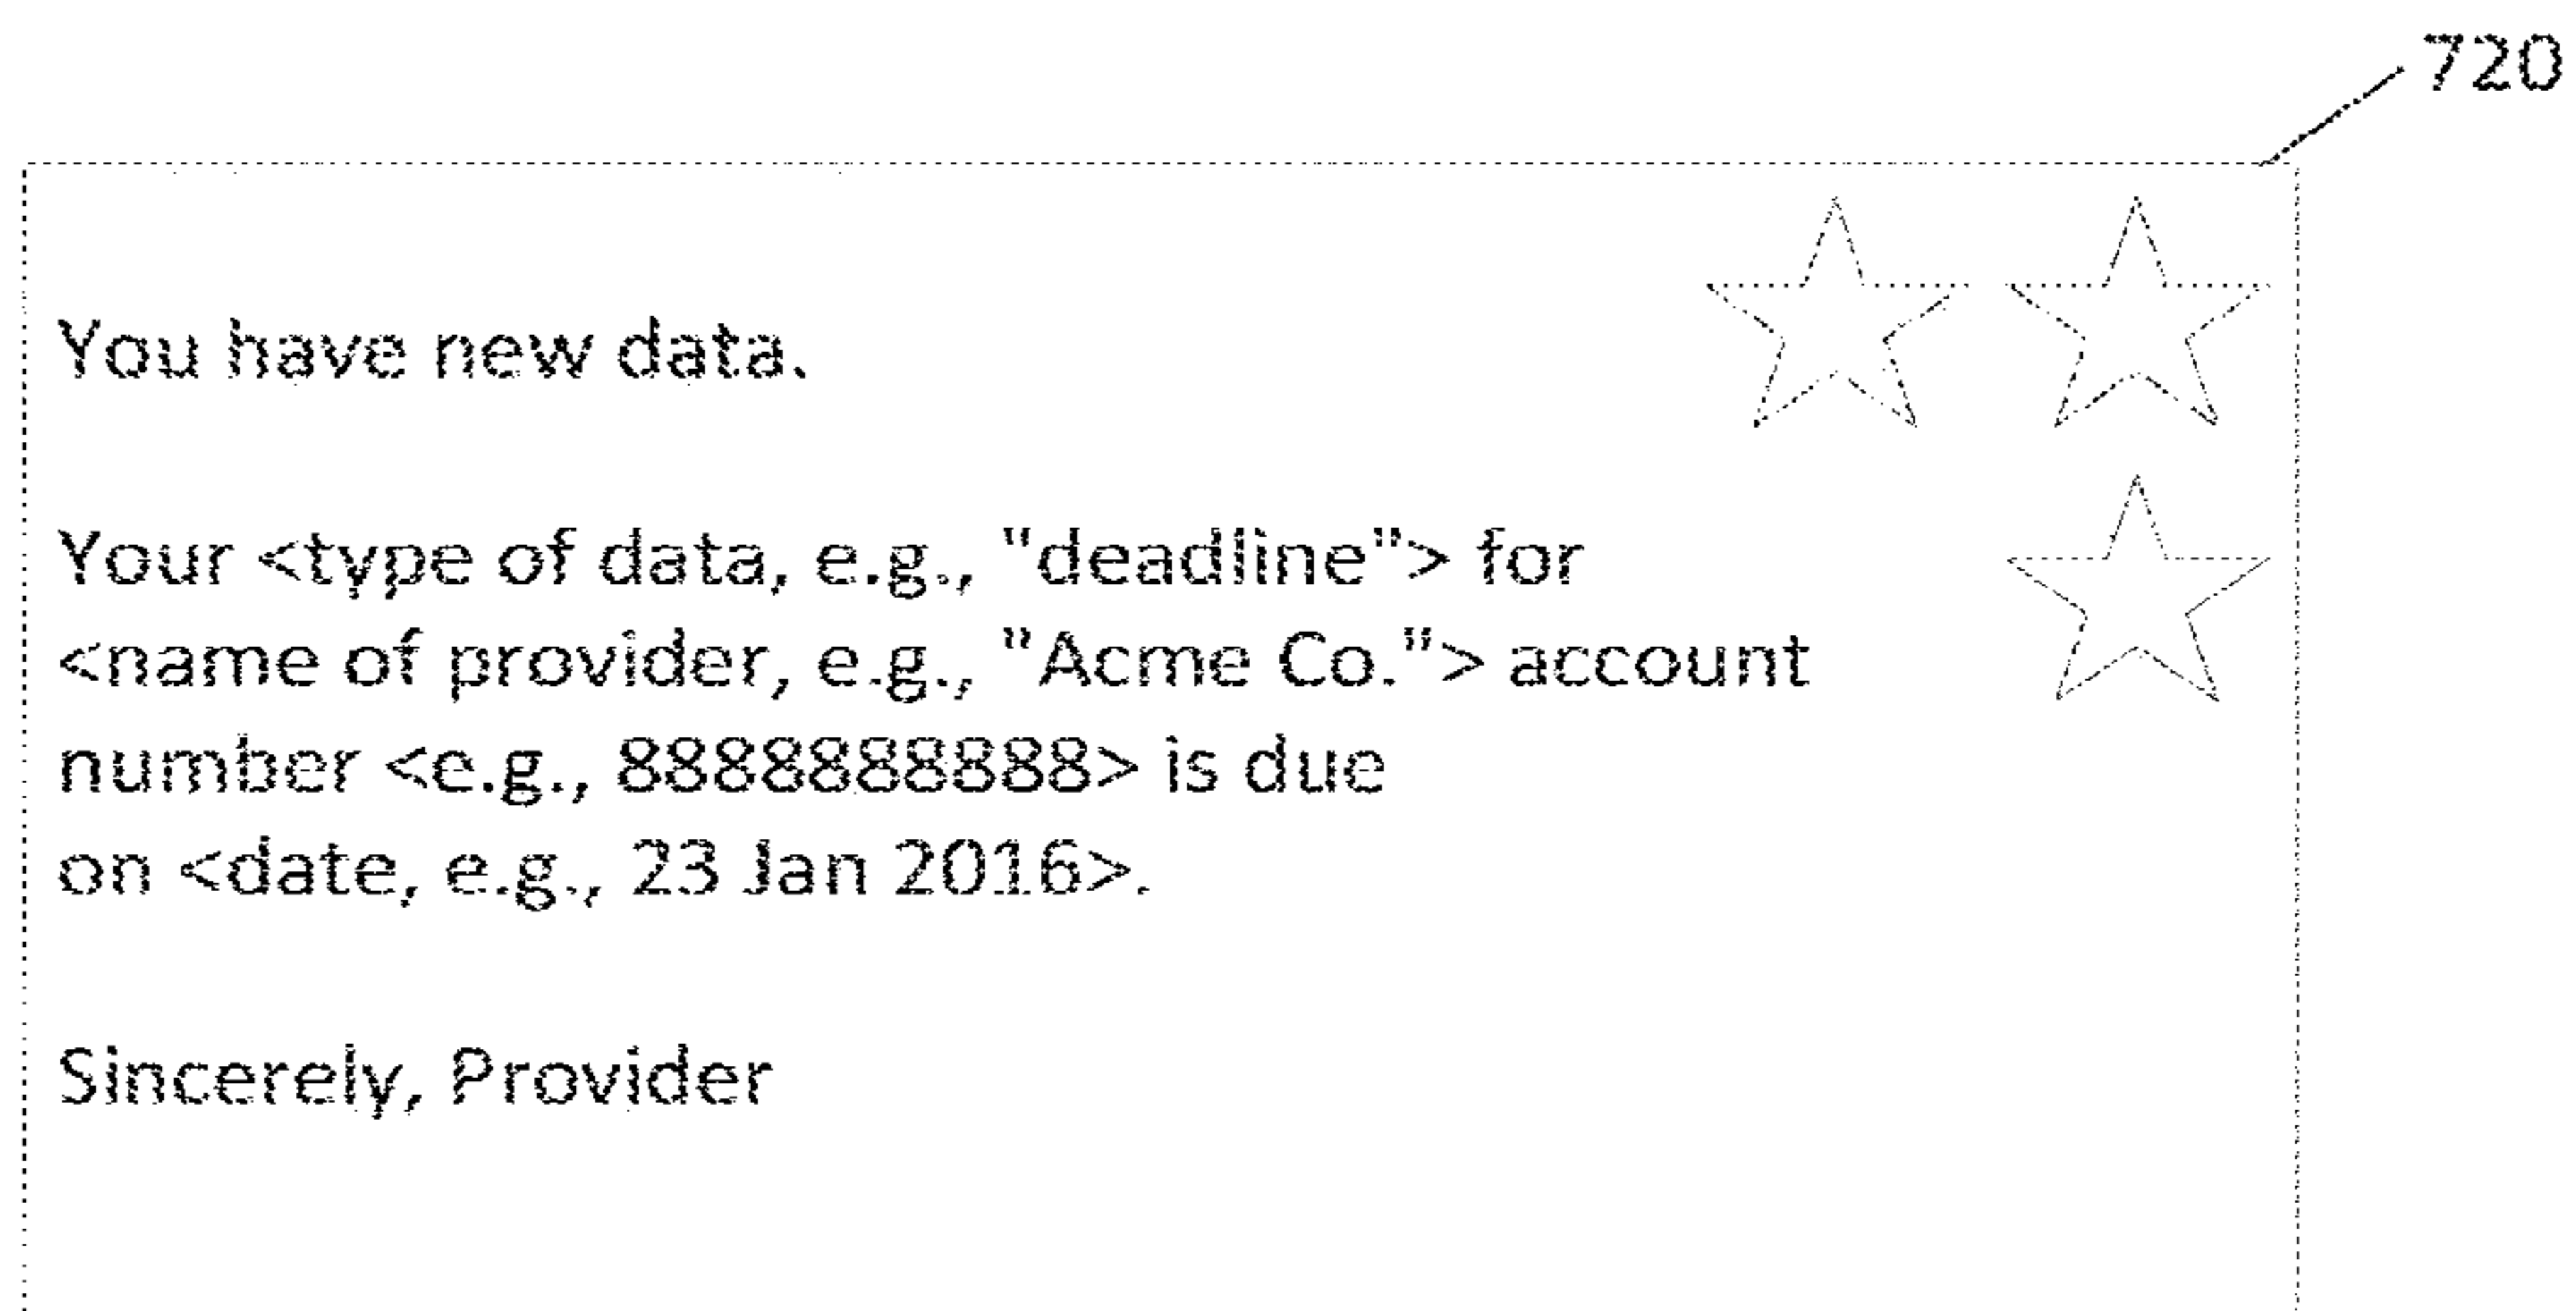 720
You have new data.
Your <type of data, e.g., "deadline"> for
<name of provider, e.g., "Acme Co."> account
number <e.g., 8888888888> is due
on <date, e.g., 23 Jan 2016>.
Sincerely, Provider